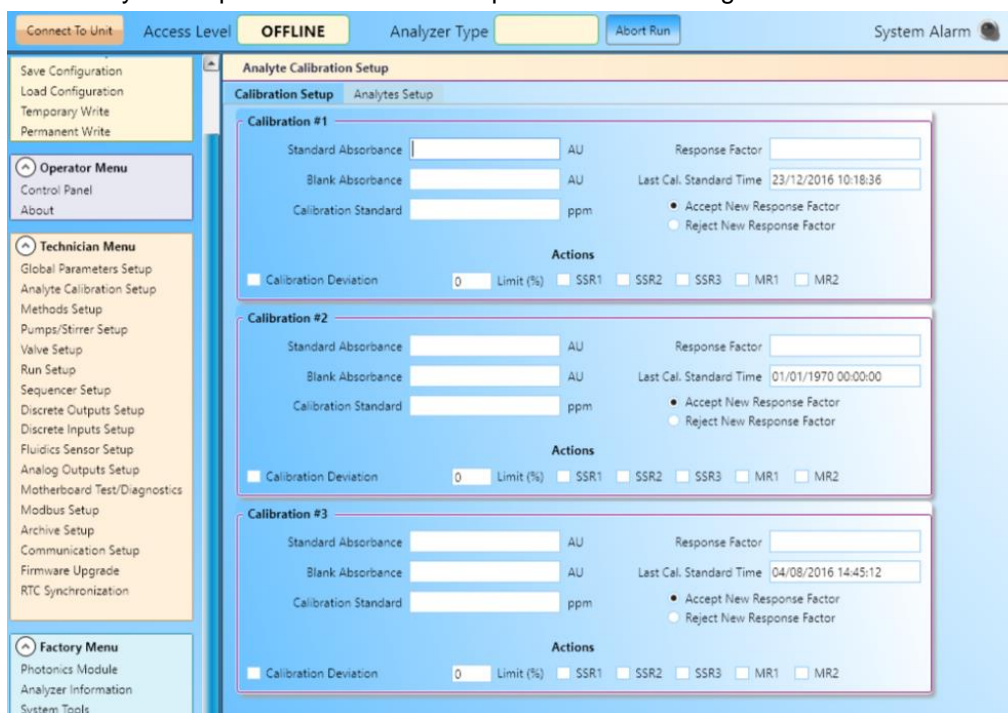 Connect To Unit Access Level OFFLINE Analyzer Type Abort Run System Alarm
Save Configuration
Load Configuration
Temporary Write
Permanent Write
Operator Menu
Control Panel
About
Technician Menu
Global Parameters Setup
Analyte Calibration Setup
Methods Setup
Pumps/Stirrer Setup
Valve Setup
Run Setup
Sequencer Setup
Discrete Outputs Setup
Discrete Inputs Setup
Fluidics Sensor Setup
Analog Outputs Setup
Motherboard Test/Diagnostics
Modbus Setup
Archive Setup
Communication Setup
Firmware Upgrade
RTC Synchronization
Factory Menu
Photonics Module
Analyzer Information
System Tools
Analyte Calibration Setup
Calibration Setup Analytes Setup
Calibration #1
Standard Absorbance AU Response Factor
Blank Absorbance AU Last Cal. Standard Time 23/12/2016 10:18:36
Calibration Standard ppm Accept New Response Factor
Reject New Response Factor
Actions
Calibration Deviation 0 Limit (%) SSR1 SSR2 SSR3 MR1 MR2
Calibration #2
Standard Absorbance AU Response Factor
Blank Absorbance AU Last Cal. Standard Time 01/01/1970 00:00:00
Calibration Standard ppm Accept New Response Factor
Reject New Response Factor
Actions
Calibration Deviation 0 Limit (%) SSR1 SSR2 SSR3 MR1 MR2
Calibration #3
Standard Absorbance AU Response Factor
Blank Absorbance AU Last Cal. Standard Time 04/08/2016 14:45:12
Calibration Standard ppm Accept New Response Factor
Reject New Response Factor
Actions
Calibration Deviation 0 Limit (%) SSR1 SSR2 SSR3 MR1 MR2